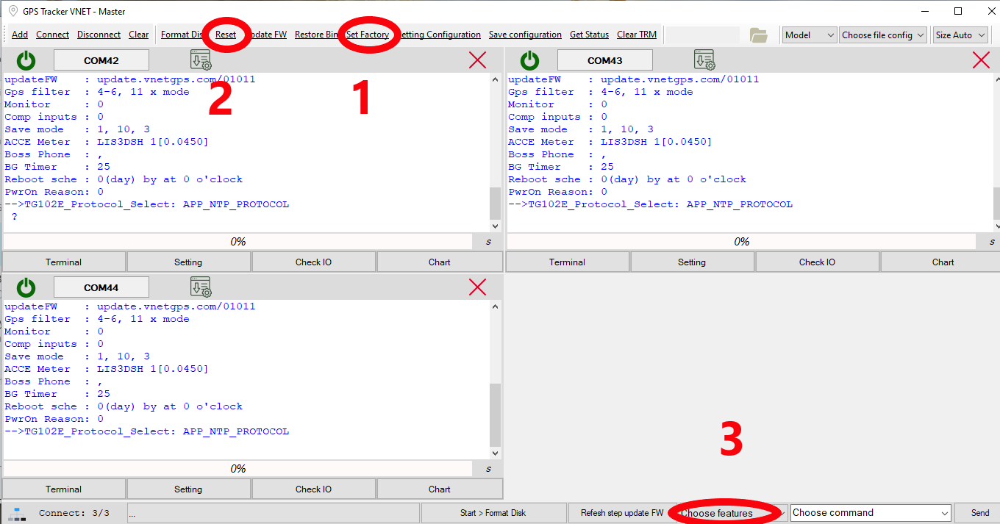 GPS Tracker VNET - Master
Add Connect Disconnect Clear Format Dis Reset pdate FW Restore Bin Set Factory etting Configuration Save configuration Get Status Clear TRM Model Choose file config Size Auto
COM42
updateFW : update.vnetgps.com/01011
Gps filter : 4-6, 11 x mode
Monitor : 0
Comp inputs : 0
Save mode : 1, 10, 3
ACCE Meter : LIS3DSH 1[0.0450]
Boss Phone : ,
BG Timer : 25
Reboot sche : 0(day) by at 0 o'clock
PwrOn Reason: 0
-->TG102E_Protocol_Select: APP_NTP_PROTOCOL
?
0% s
Terminal Setting Check IO Chart
2
1
COM43
updateFW : update.vnetgps.com/01011
Gps filter : 4-6, 11 x mode
Monitor : 0
Comp inputs : 0
Save mode : 1, 10, 3
ACCE Meter : LIS3DSH 1[0.0450]
Boss Phone : ,
BG Timer : 25
Reboot sche : 0(day) by at 0 o'clock
PwrOn Reason: 0
-->TG102E_Protocol_Select: APP_NTP_PROTOCOL
0% s
Terminal Setting Check IO Chart
COM44
updateFW : update.vnetgps.com/01011
Gps filter : 4-6, 11 x mode
Monitor : 0
Comp inputs : 0
Save mode : 1, 10, 3
ACCE Meter : LIS3DSH 1[0.0450]
Boss Phone : ,
BG Timer : 25
Reboot sche : 0(day) by at 0 o'clock
PwrOn Reason: 0
-->TG102E_Protocol_Select: APP_NTP_PROTOCOL
0% s
Terminal Setting Check IO Chart
3
Connect: 3/3 ... Start > Format Disk Refesh step update FW Choose features Choose command Send